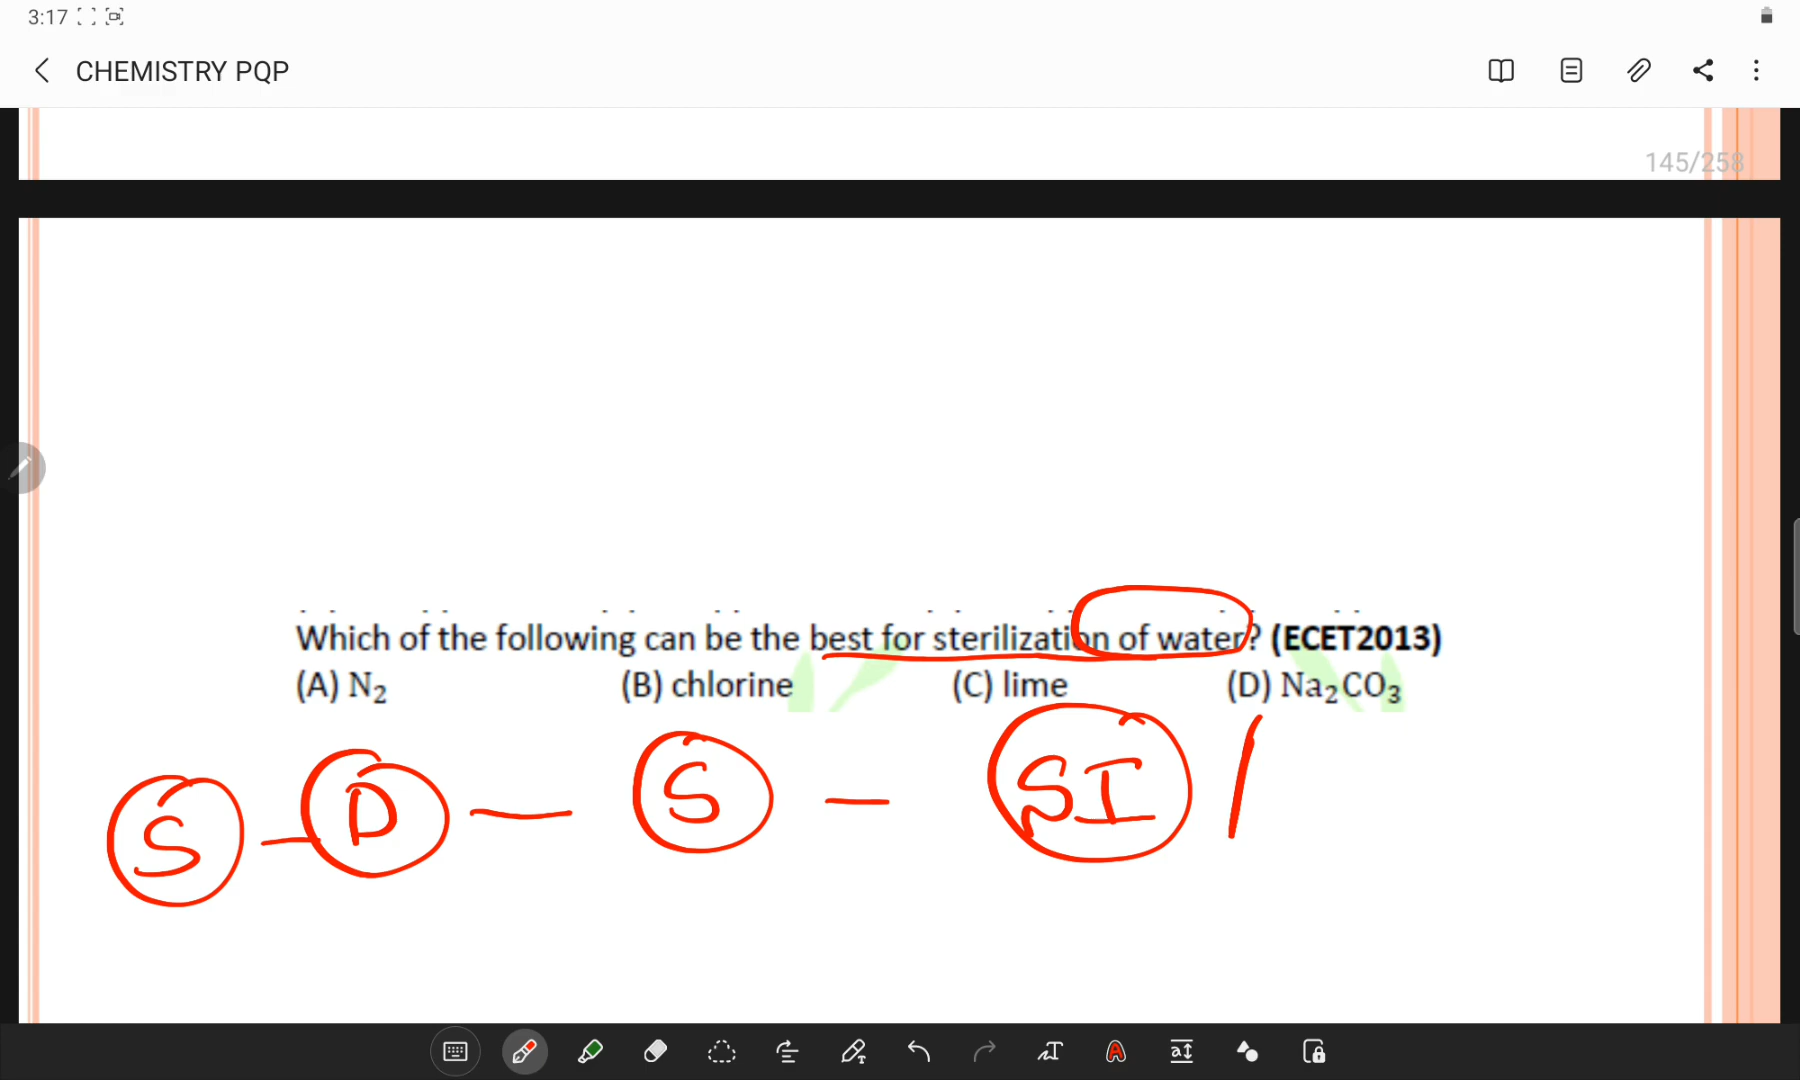 3:17
CHEMISTRY PQP
145/258
Which of the following can be the best for sterilization of water? (ECET2013)
(A) N₂ (B) chlorine (C) lime (D) Na₂CO₃
S – D — S – SI /